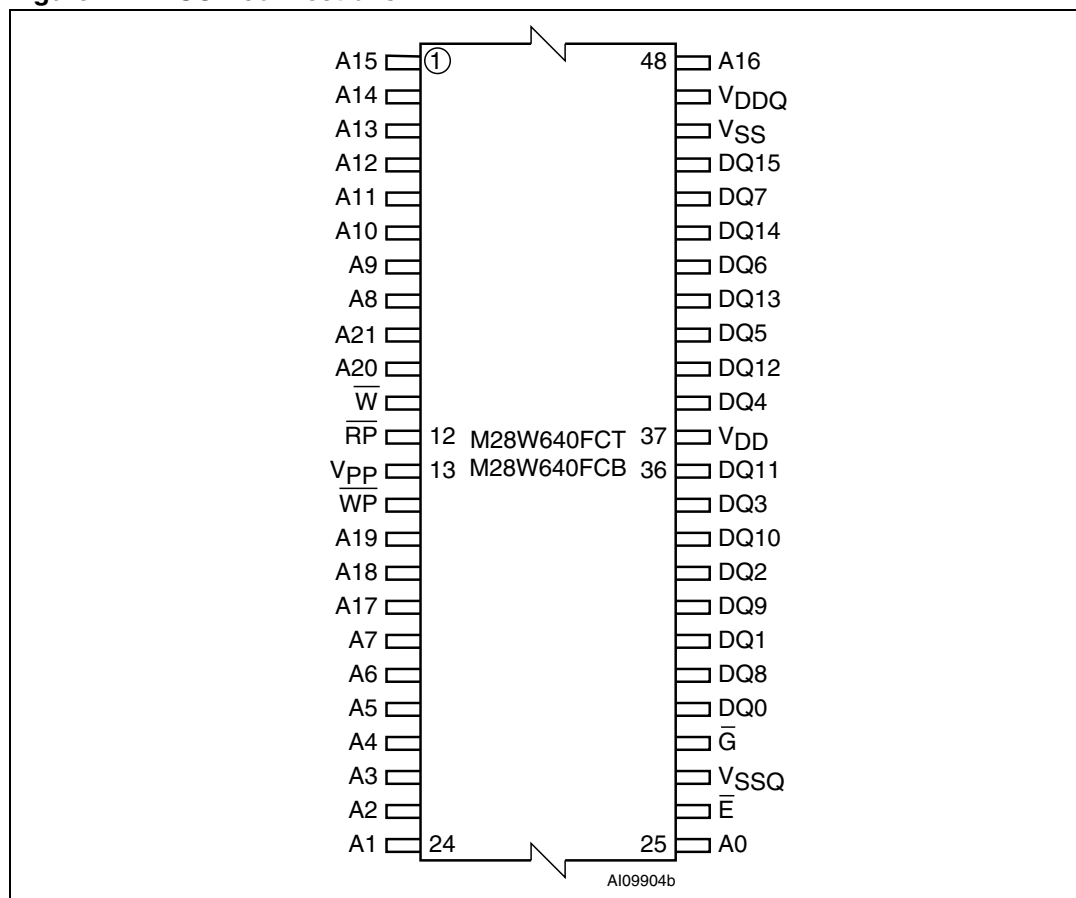 A15 ① 48 A16
A14 VDDQ
A13 VSS
A12 DQ15
A11 DQ7
A10 DQ14
A9 DQ6
A8 DQ13
A21 DQ5
A20 DQ12
W̅ DQ4
R̅P̅ 12 M28W640FCT 37 VDD
VPP 13 M28W640FCB 36 DQ11
W̅P̅ DQ3
A19 DQ10
A18 DQ2
A17 DQ9
A7 DQ1
A6 DQ8
A5 DQ0
A4 G̅
A3 VSSQ
A2 E̅
A1 24 25 A0
AI09904b